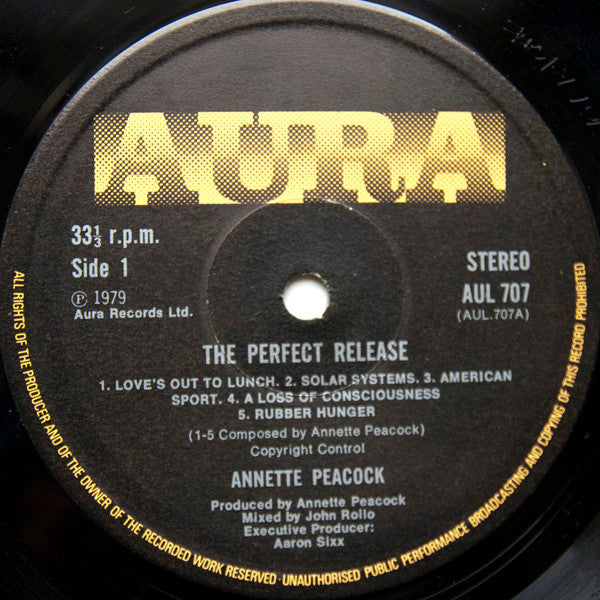 AURA
33⅓ r.p.m.
Side 1
℗ 1979
Aura Records Ltd.
STEREO
AUL 707
(AUL.707A)
THE PERFECT RELEASE
1. LOVE'S OUT TO LUNCH. 2. SOLAR SYSTEMS. 3. AMERICAN
SPORT. 4. A LOSS OF CONSCIOUSNESS
5. RUBBER HUNGER
(1-5 Composed by Annette Peacock)
Copyright Control
ANNETTE PEACOCK
Produced by Annette Peacock
Mixed by John Rollo
Executive Producer:
Aaron Sixx
ALL RIGHTS OF THE PRODUCER AND OF THE OWNER OF THE RECORDED WORK RESERVED · UNAUTHORISED PUBLIC PERFORMANCE BROADCASTING AND COPYING OF THIS RECORD PROHIBITED